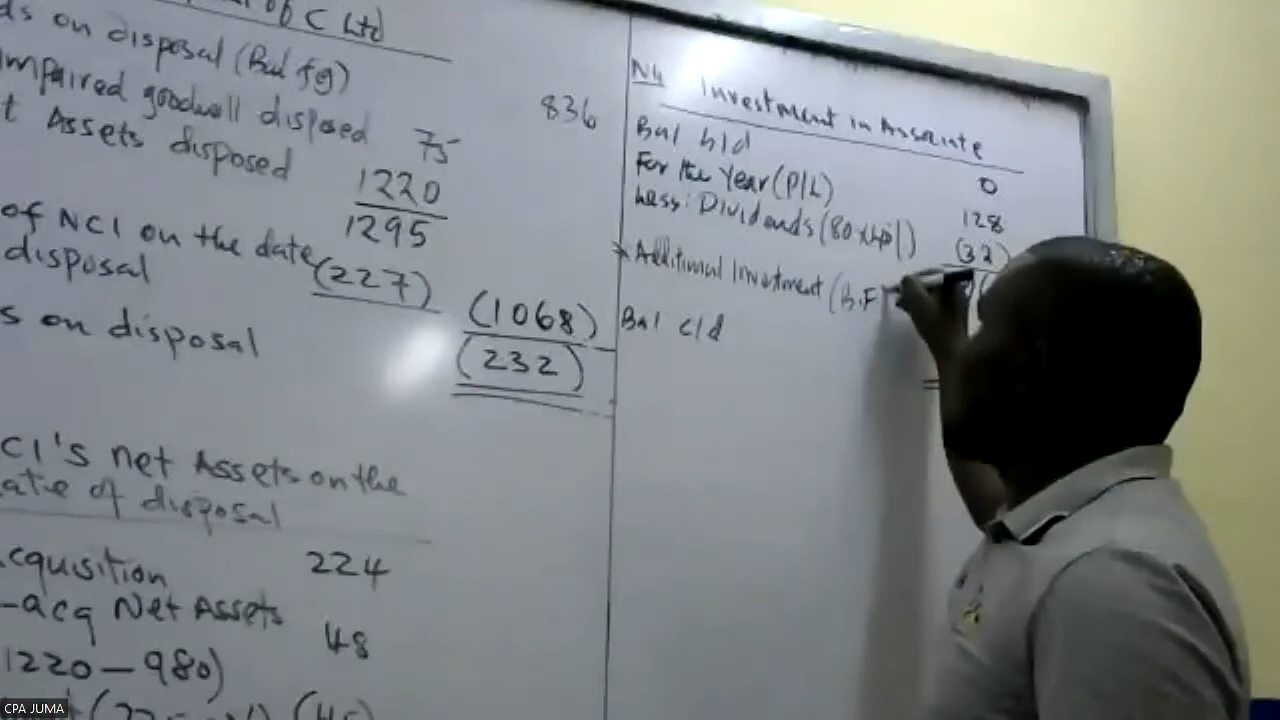 C Ltd
ds on disposal (Bal fg)
836
mpaired goodwill disposed 75
t Assets disposed 1220
1295
of NCI on the date
disposal (227)
(1068)
s on disposal (232)
CI's net Assets on the
ate of disposal
cquisition 224
-acq Net Assets 48
1220-980)
N4 Investment in Associate
Bal b/d 0
For the Year (P/L) 128
Less: Dividends (80x40%) (32)
* Additional Investment (B.F)
Bal c/d
CPA JUMA